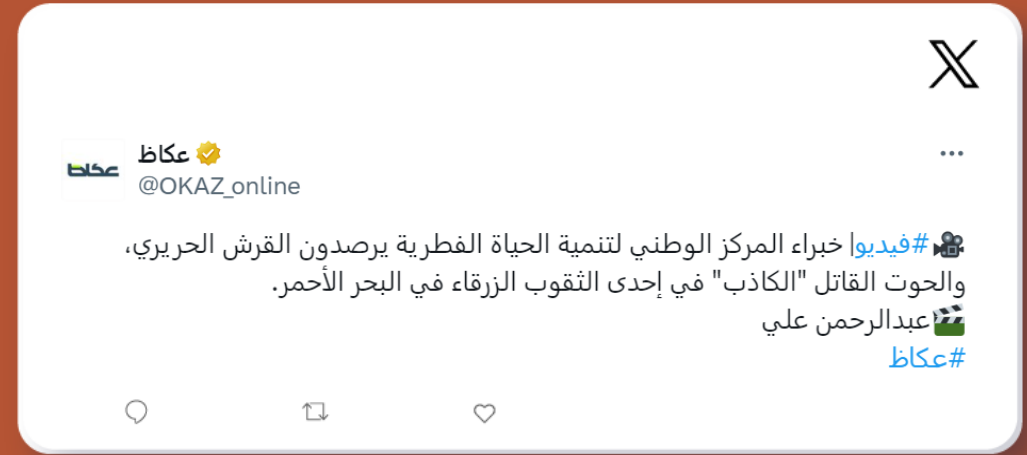 عكاظ
عكاظ
@OKAZ_online
#فيديو| خبراء المركز الوطني لتنمية الحياة الفطرية يرصدون القرش الحريري،
والحوت القاتل "الكاذب" في إحدى الثقوب الزرقاء في البحر الأحمر.
عبدالرحمن علي
#عكاظ